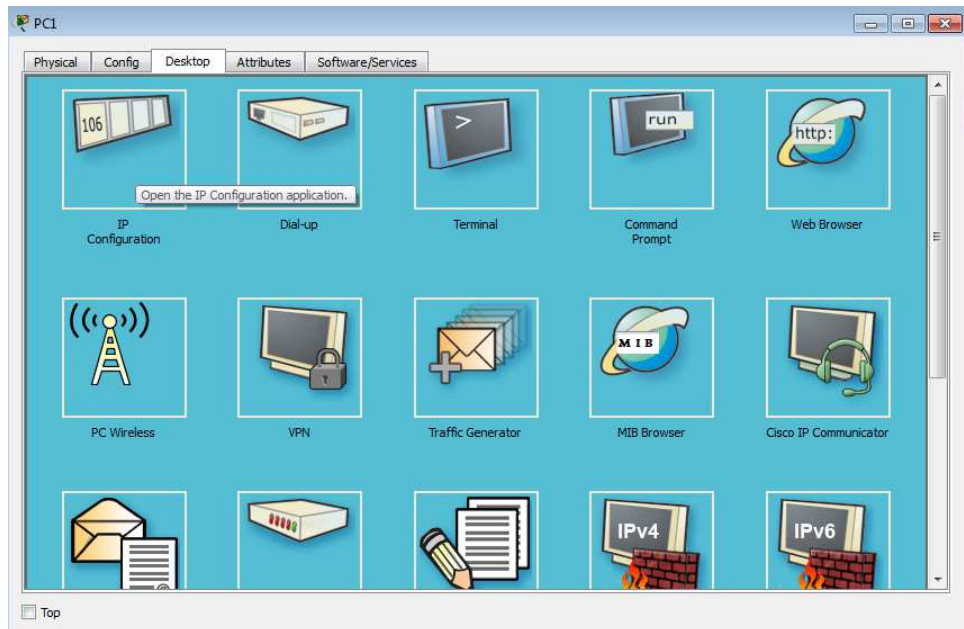 PC1
Physical Config Desktop Attributes Software/Services
106
>
run
http:
Open the IP Configuration application.
IP
Configuration
Dial-up
Terminal
Command
Prompt
Web Browser
MIB
PC Wireless
VPN
Traffic Generator
MIB Browser
Cisco IP Communicator
IPv4
IPv6
Top